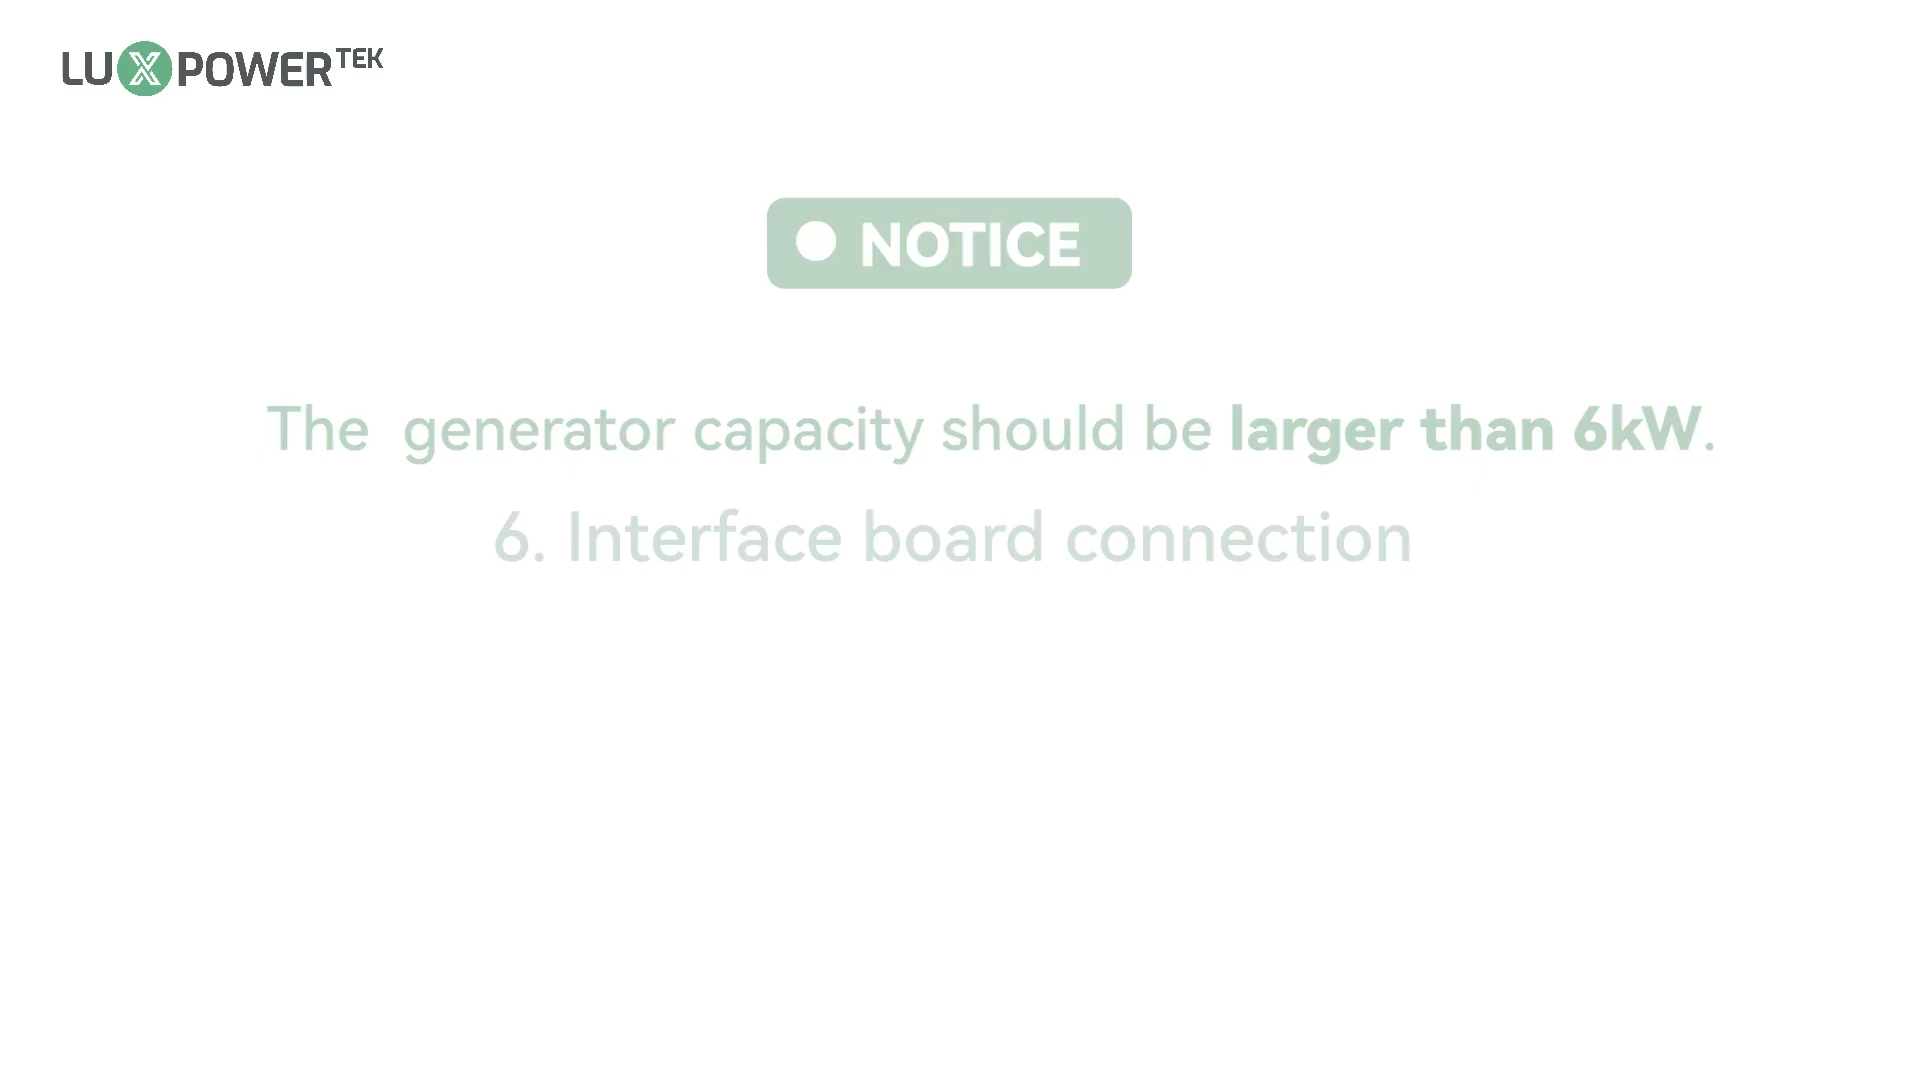 LUXPOWERTEK
NOTICE
The generator capacity should be larger than 6kW.
6. Interface board connection